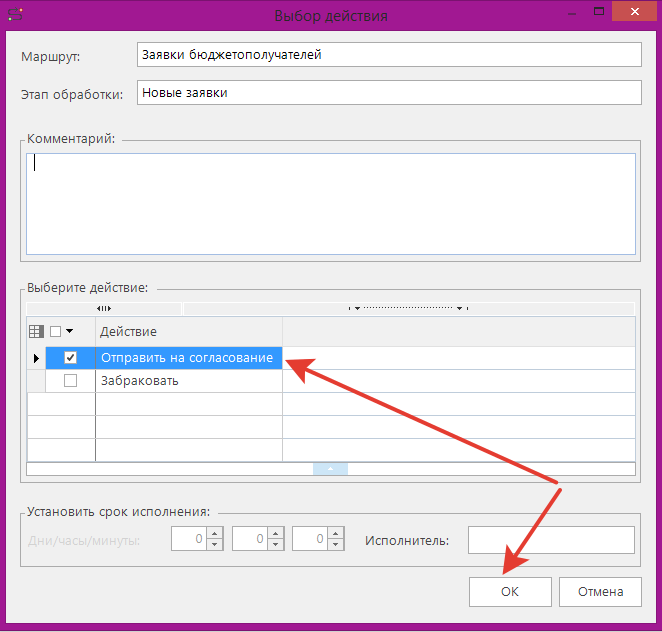 Выбор действия
Маршрут: Заявки бюджетополучателей
Этап обработки: Новые заявки
Комментарий:
Выберите действие:
Действие
Отправить на согласование
Забраковать
Установить срок исполнения:
Дни/часы/минуты: 0 0 0 Исполнитель:
ОК Отмена